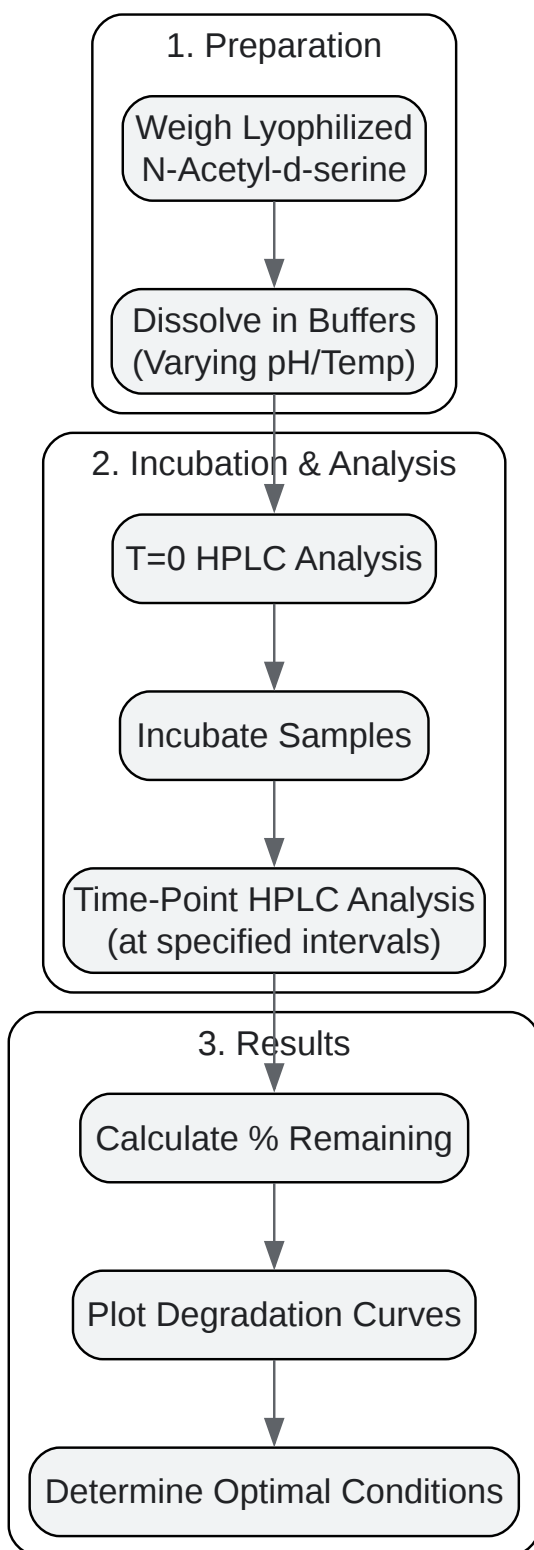 1. Preparation
Weigh Lyophilized
N-Acetyl-d-serine
Dissolve in Buffers
(Varying pH/Temp)
2. Incubation & Analysis
T=0 HPLC Analysis
Incubate Samples
Time-Point HPLC Analysis
(at specified intervals)
3. Results
Calculate % Remaining
Plot Degradation Curves
Determine Optimal Conditions